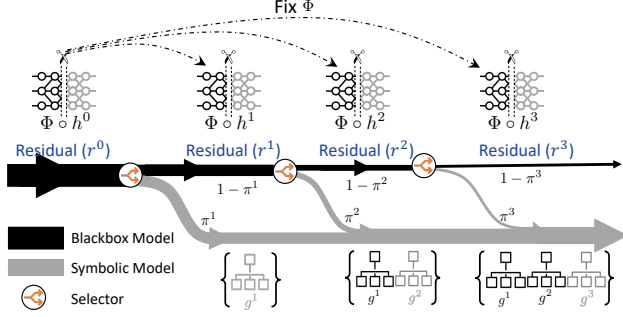 Fix Φ
Φ ∘ h⁰ Φ ∘ h¹ Φ ∘ h² Φ ∘ h³
Residual (r⁰) Residual (r¹) Residual (r²) Residual (r³)
1 − π¹ 1 − π² 1 − π³
π¹ π² π³
Blackbox Model
Symbolic Model
Selector
{ g¹ } { g¹ g² } { g¹ g² g³ }